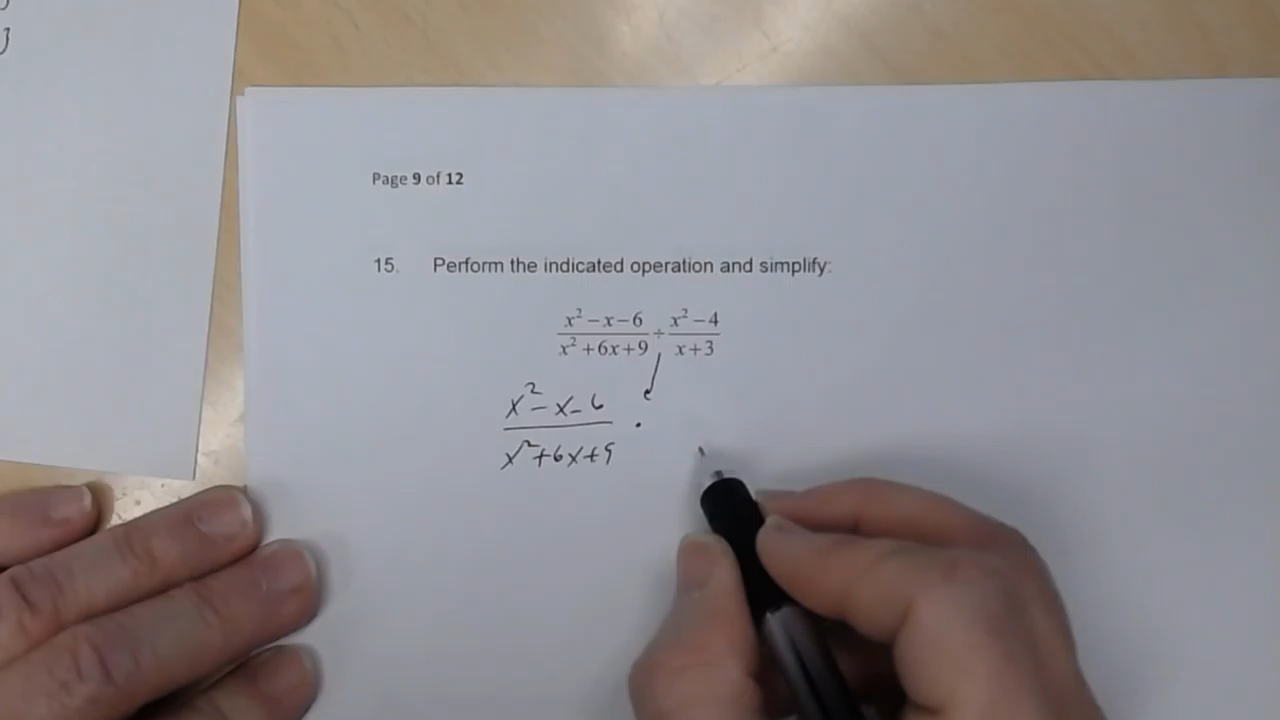 3
Page 9 of 12
15. Perform the indicated operation and simplify:
x² − x − 6 / x² + 6x + 9 ÷ x² − 4 / x + 3
x² − x − 6 / x² + 6x + 9 ·